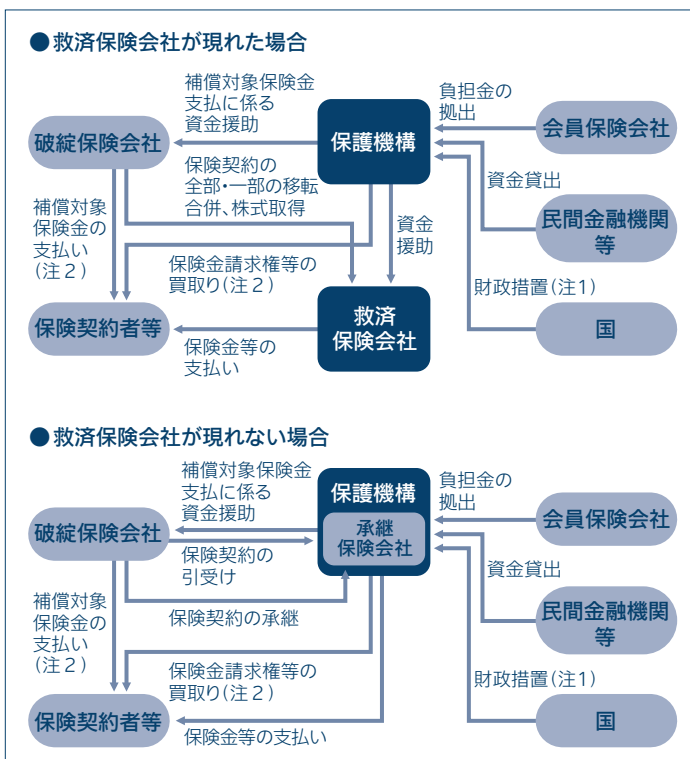 ●救済保険会社が現れた場合
補償対象保険金
支払に係る
資金援助
負担金の
拠出
破綻保険会社
保護機構
会員保険会社
保険契約の
全部・一部の移転
合併、株式取得
資金貸出
補償対象
保険金の
支払い
(注2)
資金
援助
民間金融機関
等
保険金請求権等の
買取り(注2)
財政措置(注1)
保険契約者等
救済
保険会社
国
保険金等の
支払い
●救済保険会社が現れない場合
補償対象保険金
支払に係る
資金援助
負担金の
拠出
保護機構
破綻保険会社
承継
保険会社
会員保険会社
保険契約の
引受け
資金貸出
補償対象
保険金の
支払い
(注2)
保険契約の承継
民間金融機関
等
保険金請求権等の
買取り(注2)
財政措置(注1)
保険契約者等
国
保険金等の支払い